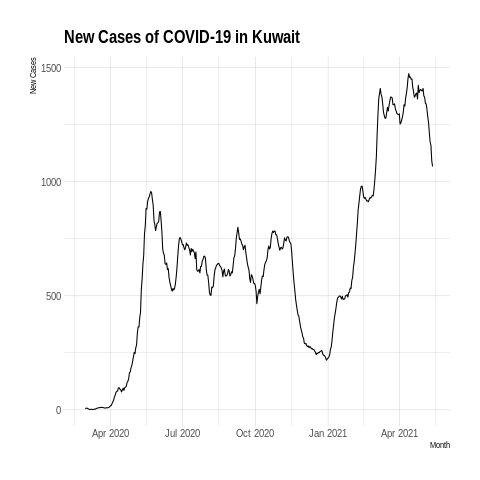 New Cases of COVID-19 in Kuwait
New Cases
1500
1000
500
0
Apr 2020 Jul 2020 Oct 2020 Jan 2021 Apr 2021
Month